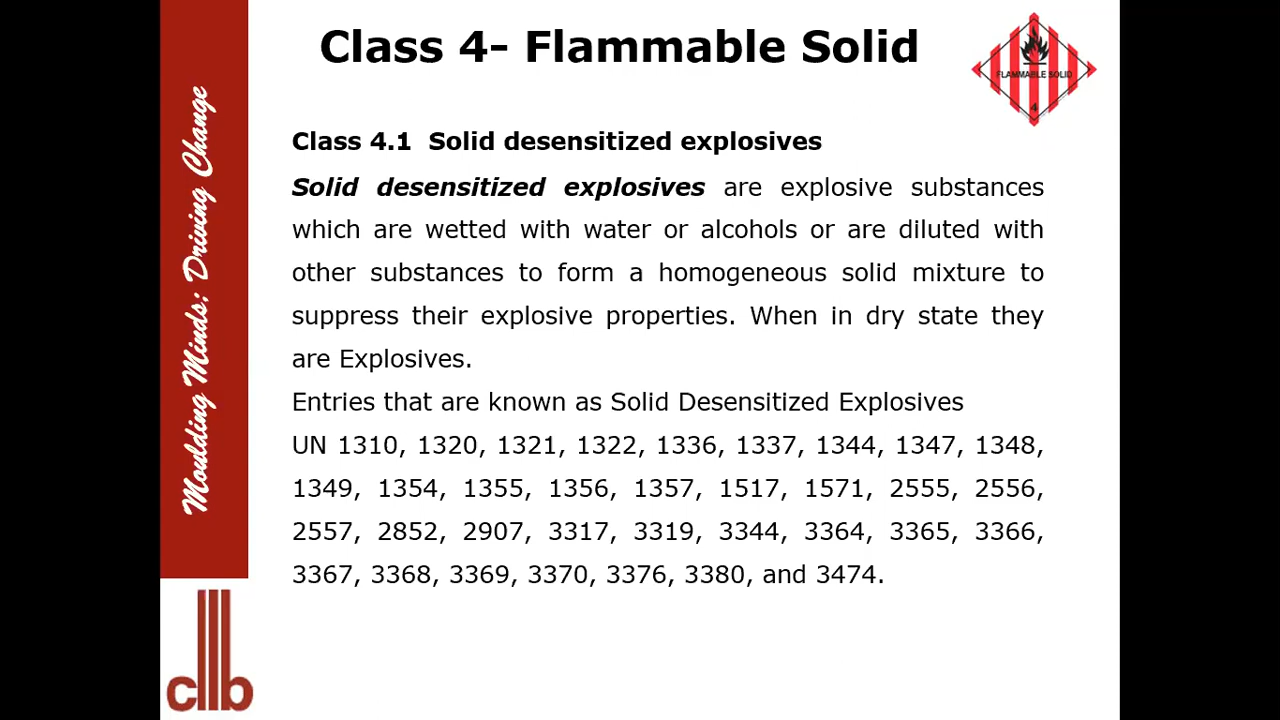 Class 4- Flammable Solid
FLAMMABLE SOLID
4
Moulding Minds; Driving Change
Class 4.1 Solid desensitized explosives
Solid desensitized explosives are explosive substances
which are wetted with water or alcohols or are diluted with
other substances to form a homogeneous solid mixture to
suppress their explosive properties. When in dry state they
are Explosives.
Entries that are known as Solid Desensitized Explosives
UN 1310, 1320, 1321, 1322, 1336, 1337, 1344, 1347, 1348,
1349, 1354, 1355, 1356, 1357, 1517, 1571, 2555, 2556,
2557, 2852, 2907, 3317, 3319, 3344, 3364, 3365, 3366,
3367, 3368, 3369, 3370, 3376, 3380, and 3474.
cllb